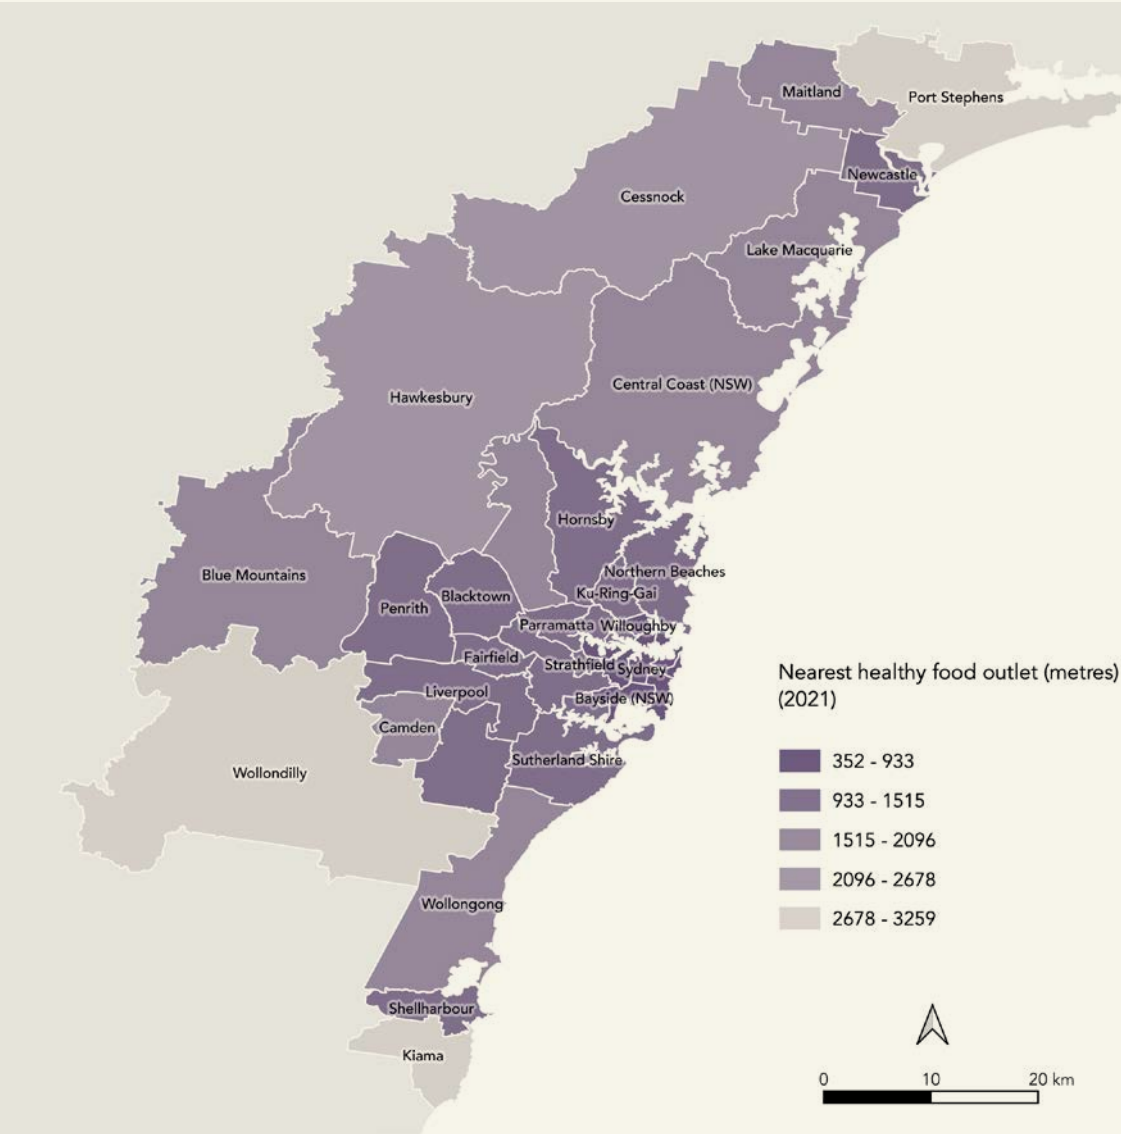 Maitland
Port Stephens
Newcastle
Cessnock
Lake Macquarie
Central Coast (NSW)
Hawkesbury
Hornsby
Blue Mountains
Northern Beaches
Ku-Ring-Gai
Blacktown
Penrith
Parramatta
Willoughby
Fairfield
Strathfield
Sydney
Liverpool
Bayside (NSW)
Camden
Sutherland Shire
Wollondilly
Wollongong
Shellharbour
Kiama
Nearest healthy food outlet (metres)
(2021)
352 - 933
933 - 1515
1515 - 2096
2096 - 2678
2678 - 3259
0 10 20 km